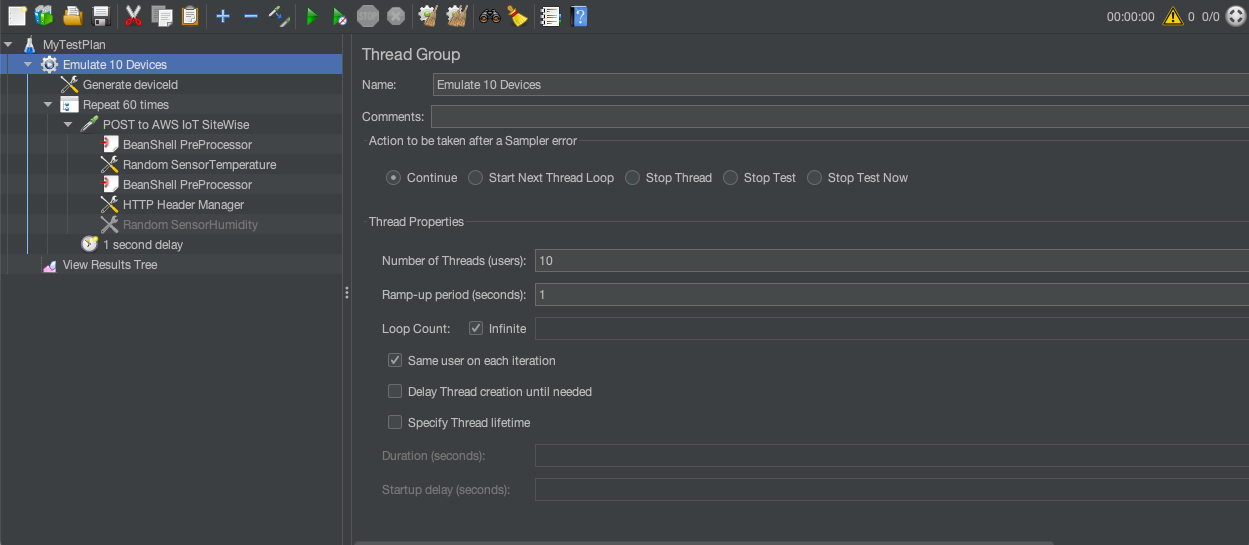 00:00:00 0 0/0
MyTestPlan
Emulate 10 Devices
Generate deviceId
Repeat 60 times
POST to AWS IoT SiteWise
BeanShell PreProcessor
Random SensorTemperature
BeanShell PreProcessor
HTTP Header Manager
Random SensorHumidity
1 second delay
View Results Tree
Thread Group
Name: Emulate 10 Devices
Comments:
Action to be taken after a Sampler error
Continue Start Next Thread Loop Stop Thread Stop Test Stop Test Now
Thread Properties
Number of Threads (users): 10
Ramp-up period (seconds): 1
Loop Count: Infinite
Same user on each iteration
Delay Thread creation until needed
Specify Thread lifetime
Duration (seconds):
Startup delay (seconds):